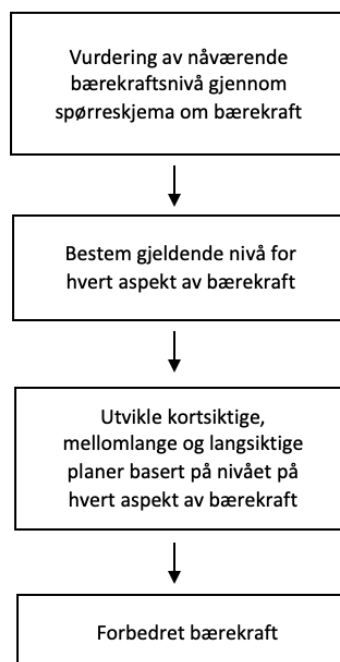 Vurdering av nåværende
bærekraftsnivå gjennom
spørreskjema om bærekraft
Bestem gjeldende nivå for
hvert aspekt av bærekraft
Utvikle kortsiktige,
mellomlange og langsiktige
planer basert på nivået på
hvert aspekt av bærekraft
Forbedret bærekraft